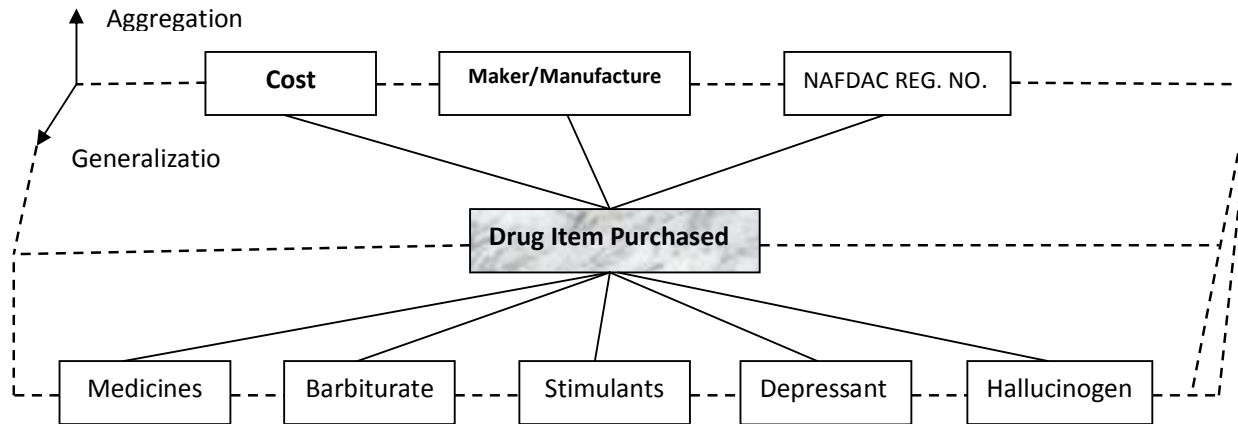 Aggregation
Cost
Maker/Manufacture
NAFDAC REG. NO.
Generalizatio
Drug Item Purchased
Medicines
Barbiturate
Stimulants
Depressant
Hallucinogen